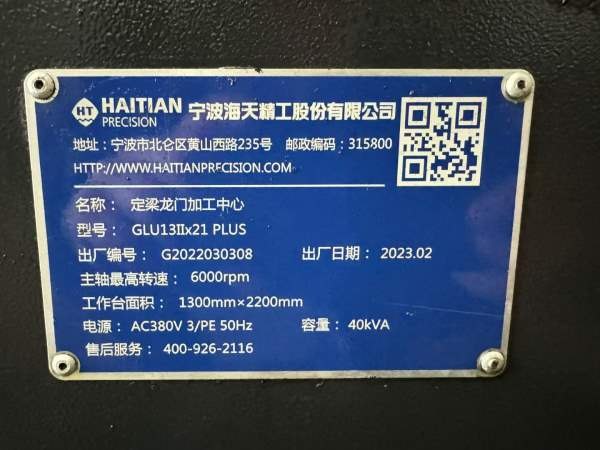 HT HAITIAN PRECISION 宁波海天精工股份有限公司
地址：宁波市北仑区黄山西路235号 邮政编码：315800
HTTP://WWW.HAITIANPRECISION.COM
名称： 定梁龙门加工中心
型号： GLU13IIx21 PLUS
出厂编号： G2022030308 出厂日期： 2023.02
主轴最高转速： 6000rpm
工作台面积： 1300mm×2200mm
电源： AC380V 3/PE 50Hz 容量： 40kVA
售后服务： 400-926-2116